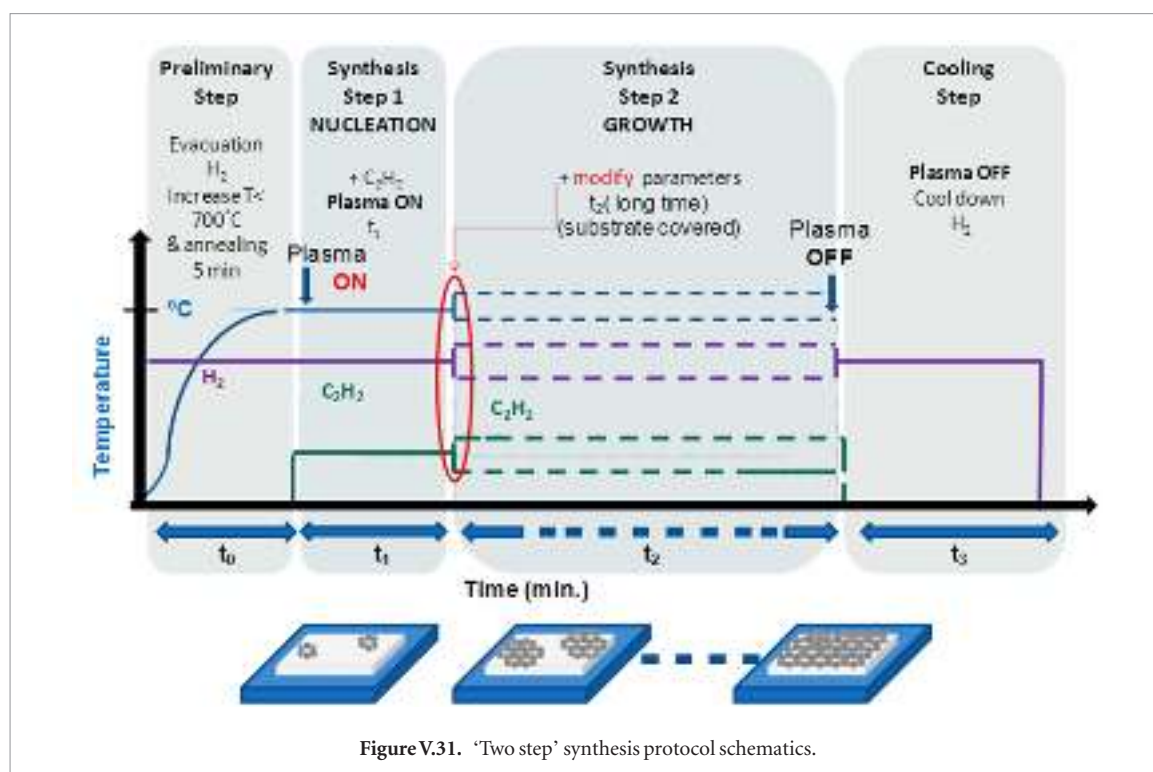 Preliminary
Step
Evacuation
H₂
Increase T<
700°C
& annealing
5 min
Synthesis
Step 1
NUCLEATION
+ C₂H₂
Plasma ON
t₁
Synthesis
Step 2
GROWTH
+ modify parameters
t₂( long time)
(substrate covered)
Cooling
Step
Plasma OFF
Cool down
H₂
Plasma
ON
Plasma
OFF
ºC
Temperature
H₂
C₂H₂
C₂H₂
t₀
t₁
t₂
t₃
Time (min.)
Figure V.31. ‘Two step’ synthesis protocol schematics.